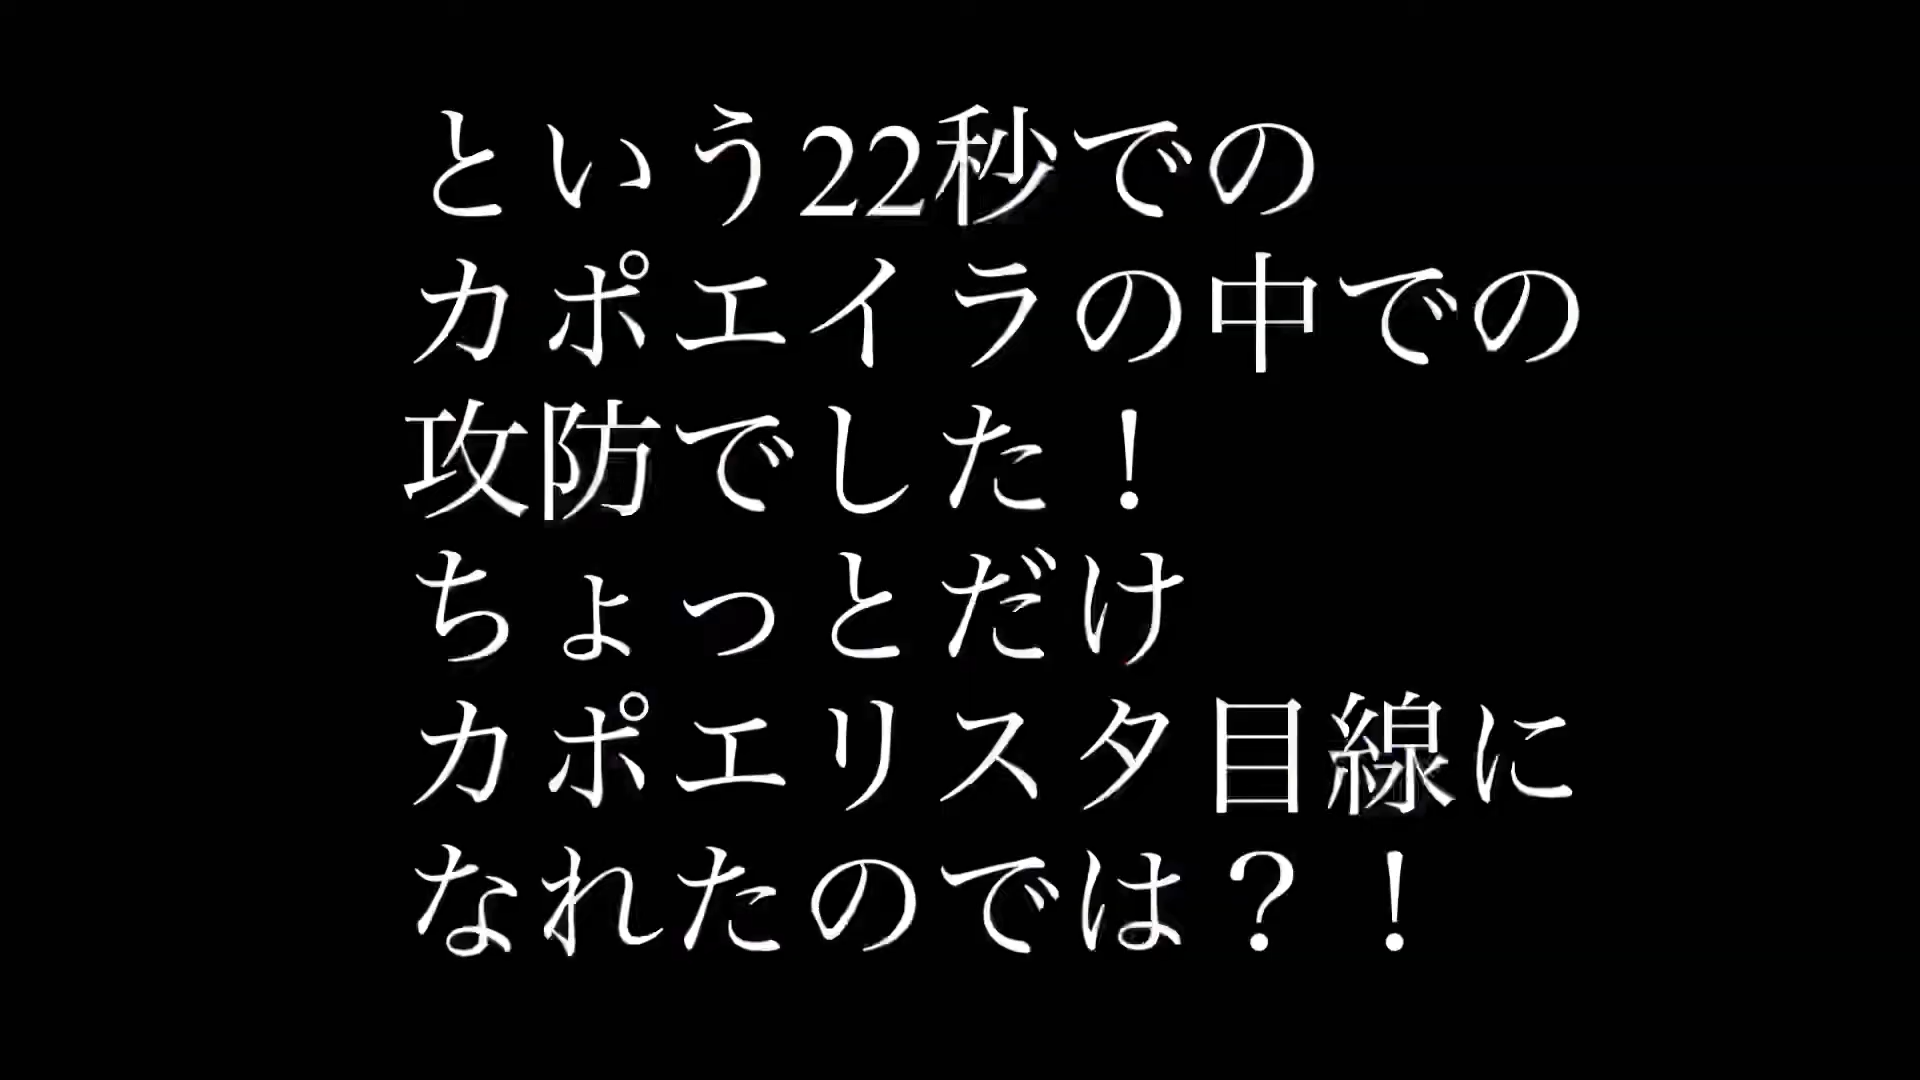 という22秒での
カポエイラの中での
攻防でした！
ちょっとだけ
カポエリスタ目線に
なれたのでは？！